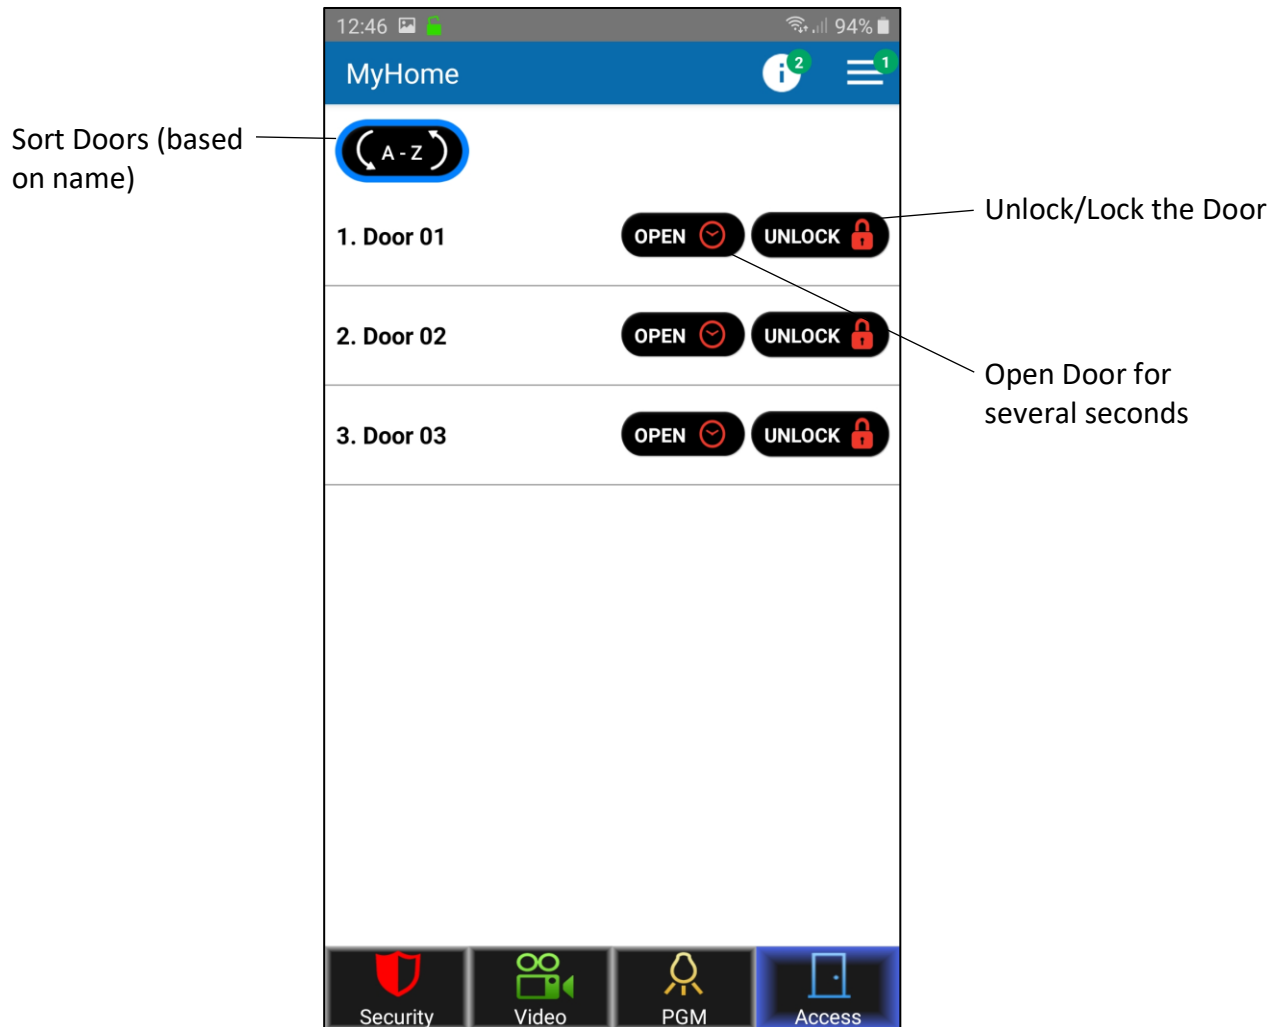 12:46 94%
MyHome 2 1
Sort Doors (based
on name)
A - Z
Unlock/Lock the Door
1. Door 01 OPEN UNLOCK
2. Door 02 OPEN UNLOCK
Open Door for
several seconds
3. Door 03 OPEN UNLOCK
Security Video PGM Access